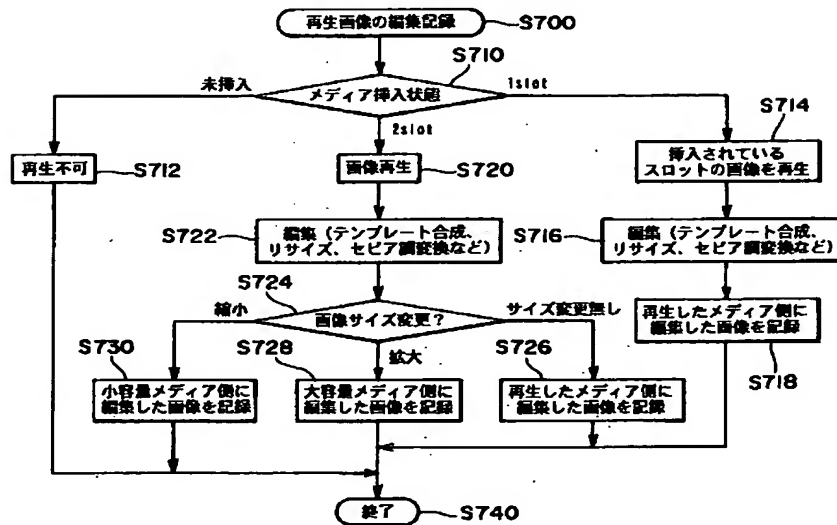 再生画像の編集記録
S700
S710
未挿入
メディア挿入状態
1slot
2slot
S714
再生不可
S712
画像再生
S720
挿入されている
スロットの画像を再生
S722
編集（テンプレート合成、
リサイズ、セピア調変換など）
S716
編集（テンプレート合成、
リサイズ、セピア調変換など）
S724
縮小
画像サイズ変更？
サイズ変更無し
拡大
再生したメディア側に
編集した画像を記録
S718
S730
小容量メディア側に
編集した画像を記録
S728
大容量メディア側に
編集した画像を記録
S726
再生したメディア側に
編集した画像を記録
終了
S740